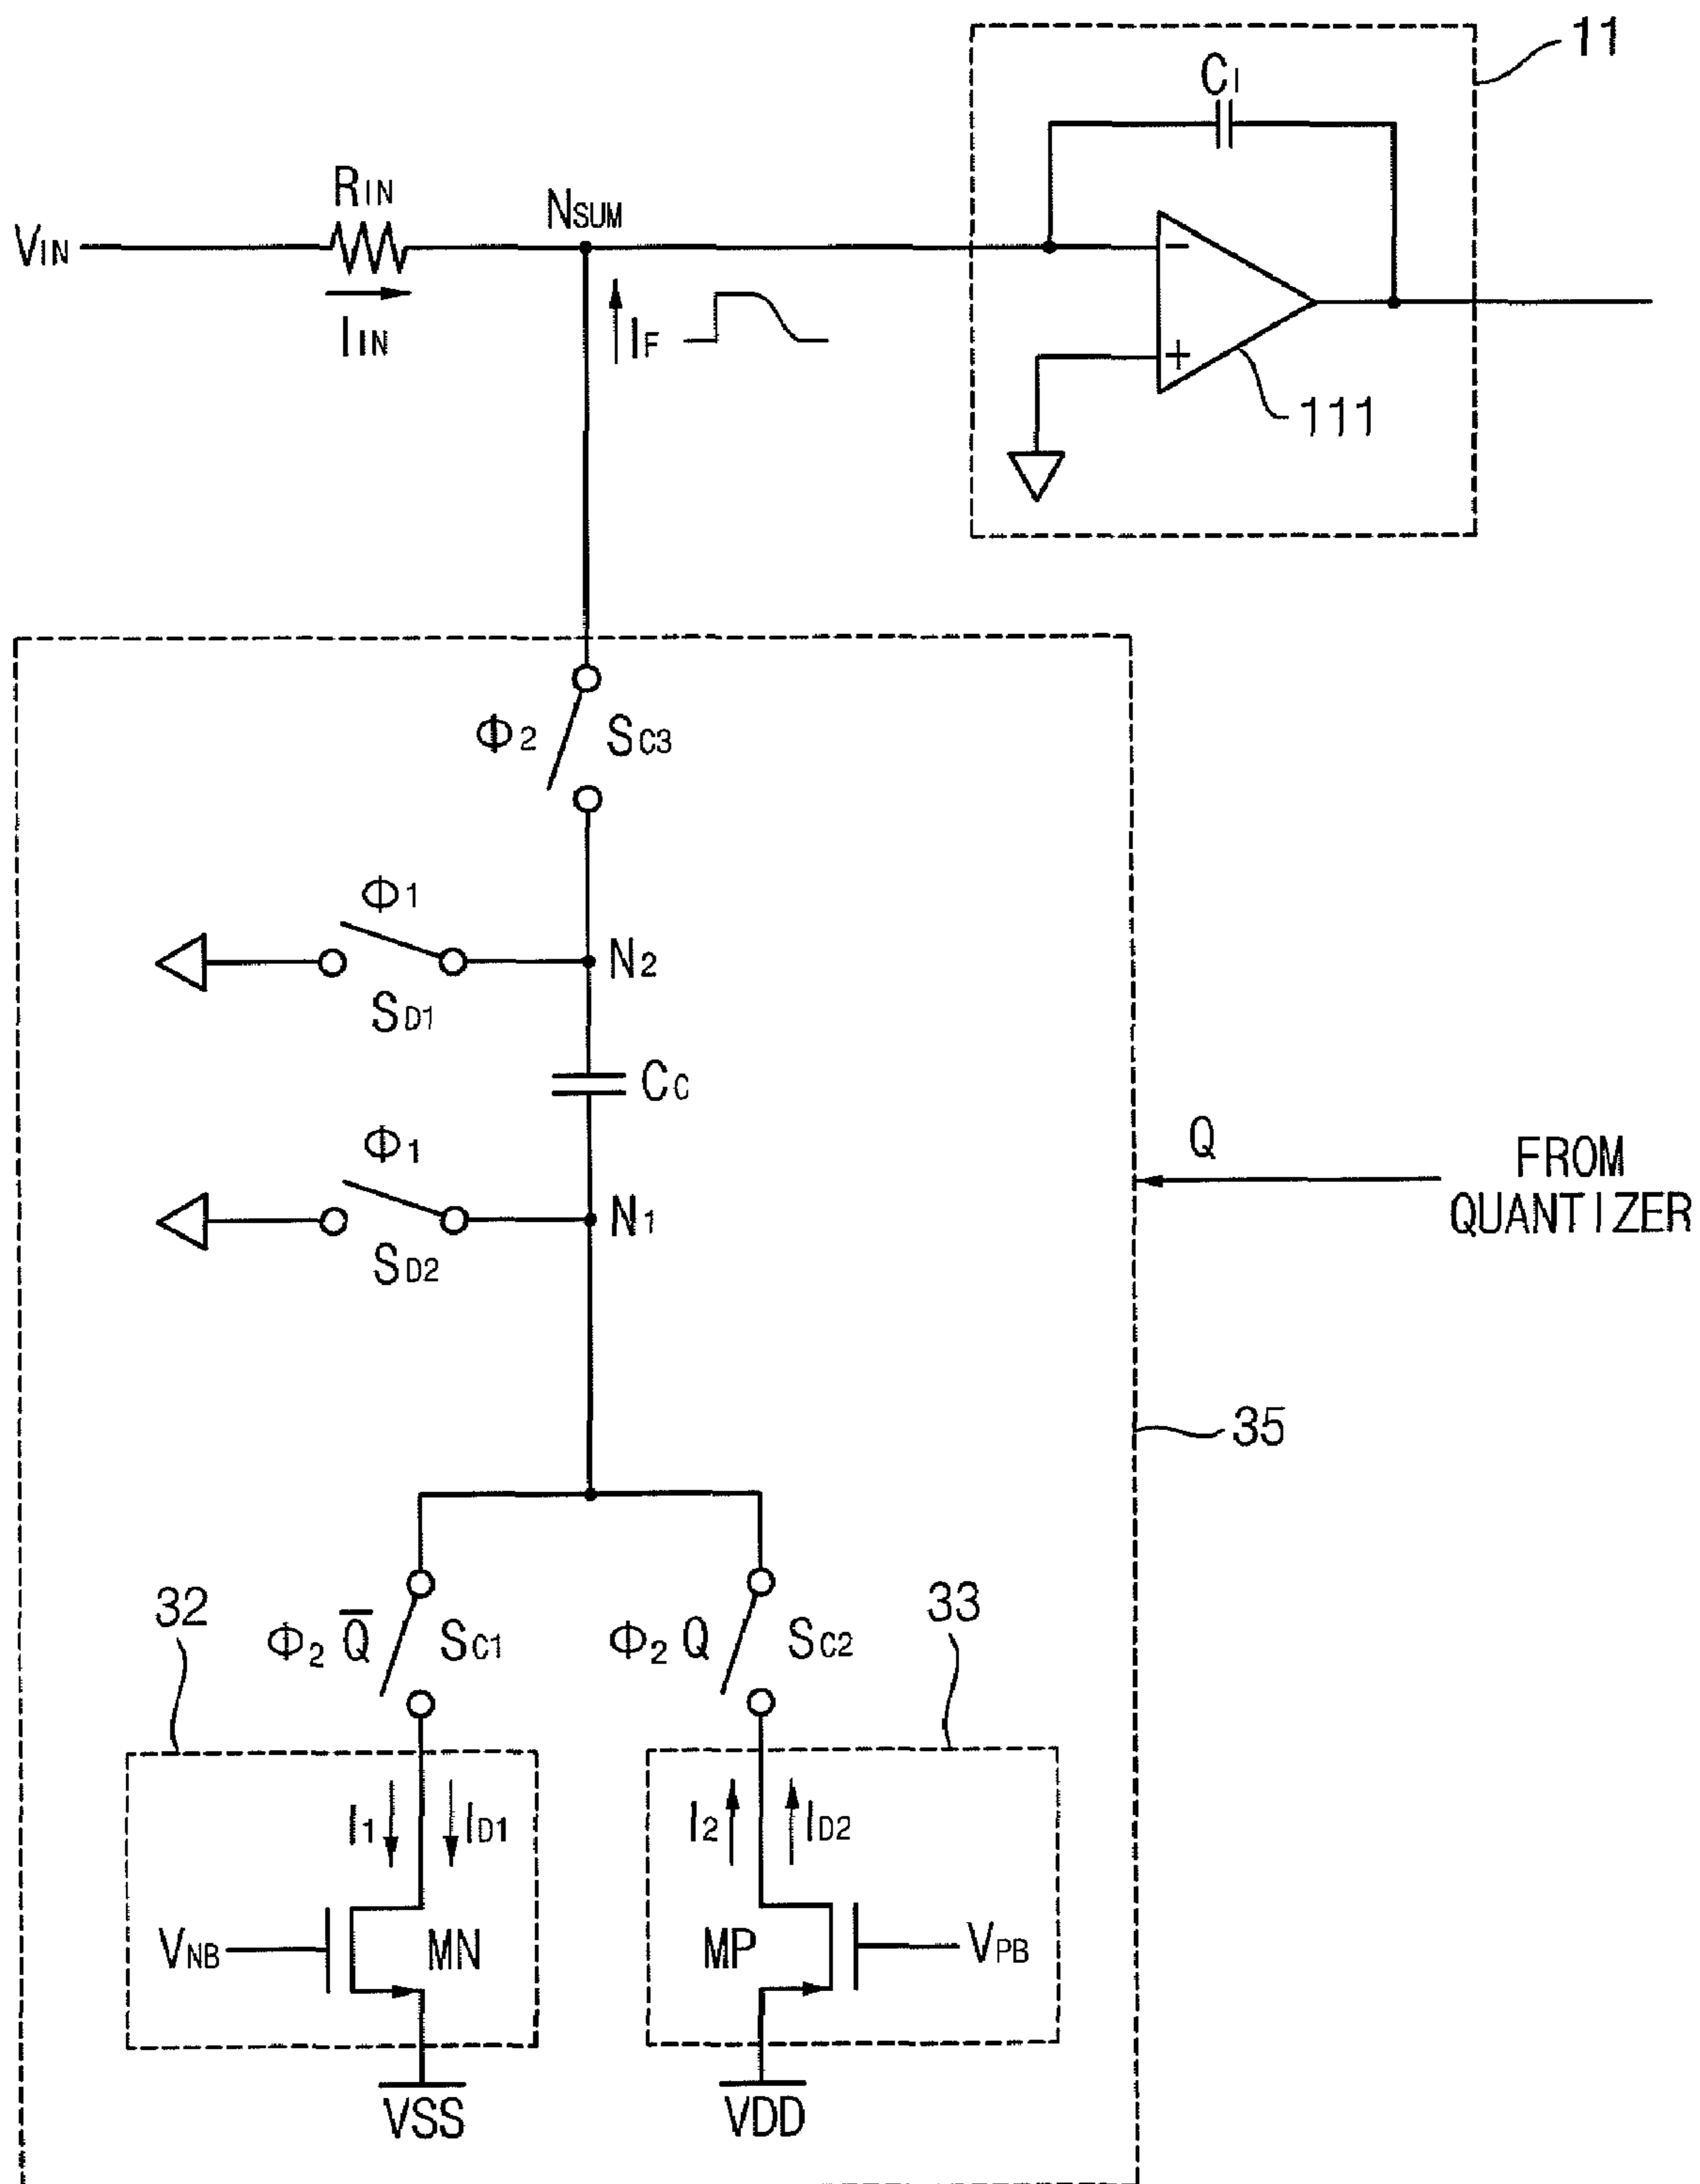 11
CI
RIN
NSUM
VIN
IIN
IF
−
+
111
Φ2
SC3
Φ1
N2
SD1
CC
Φ1
Q
FROM
QUANTIZER
N1
SD2
35
32
33
Φ2 Q̅
SC1
Φ2 Q
SC2
I1
ID1
I2
ID2
VNB
MN
MP
VPB
VSS
VDD